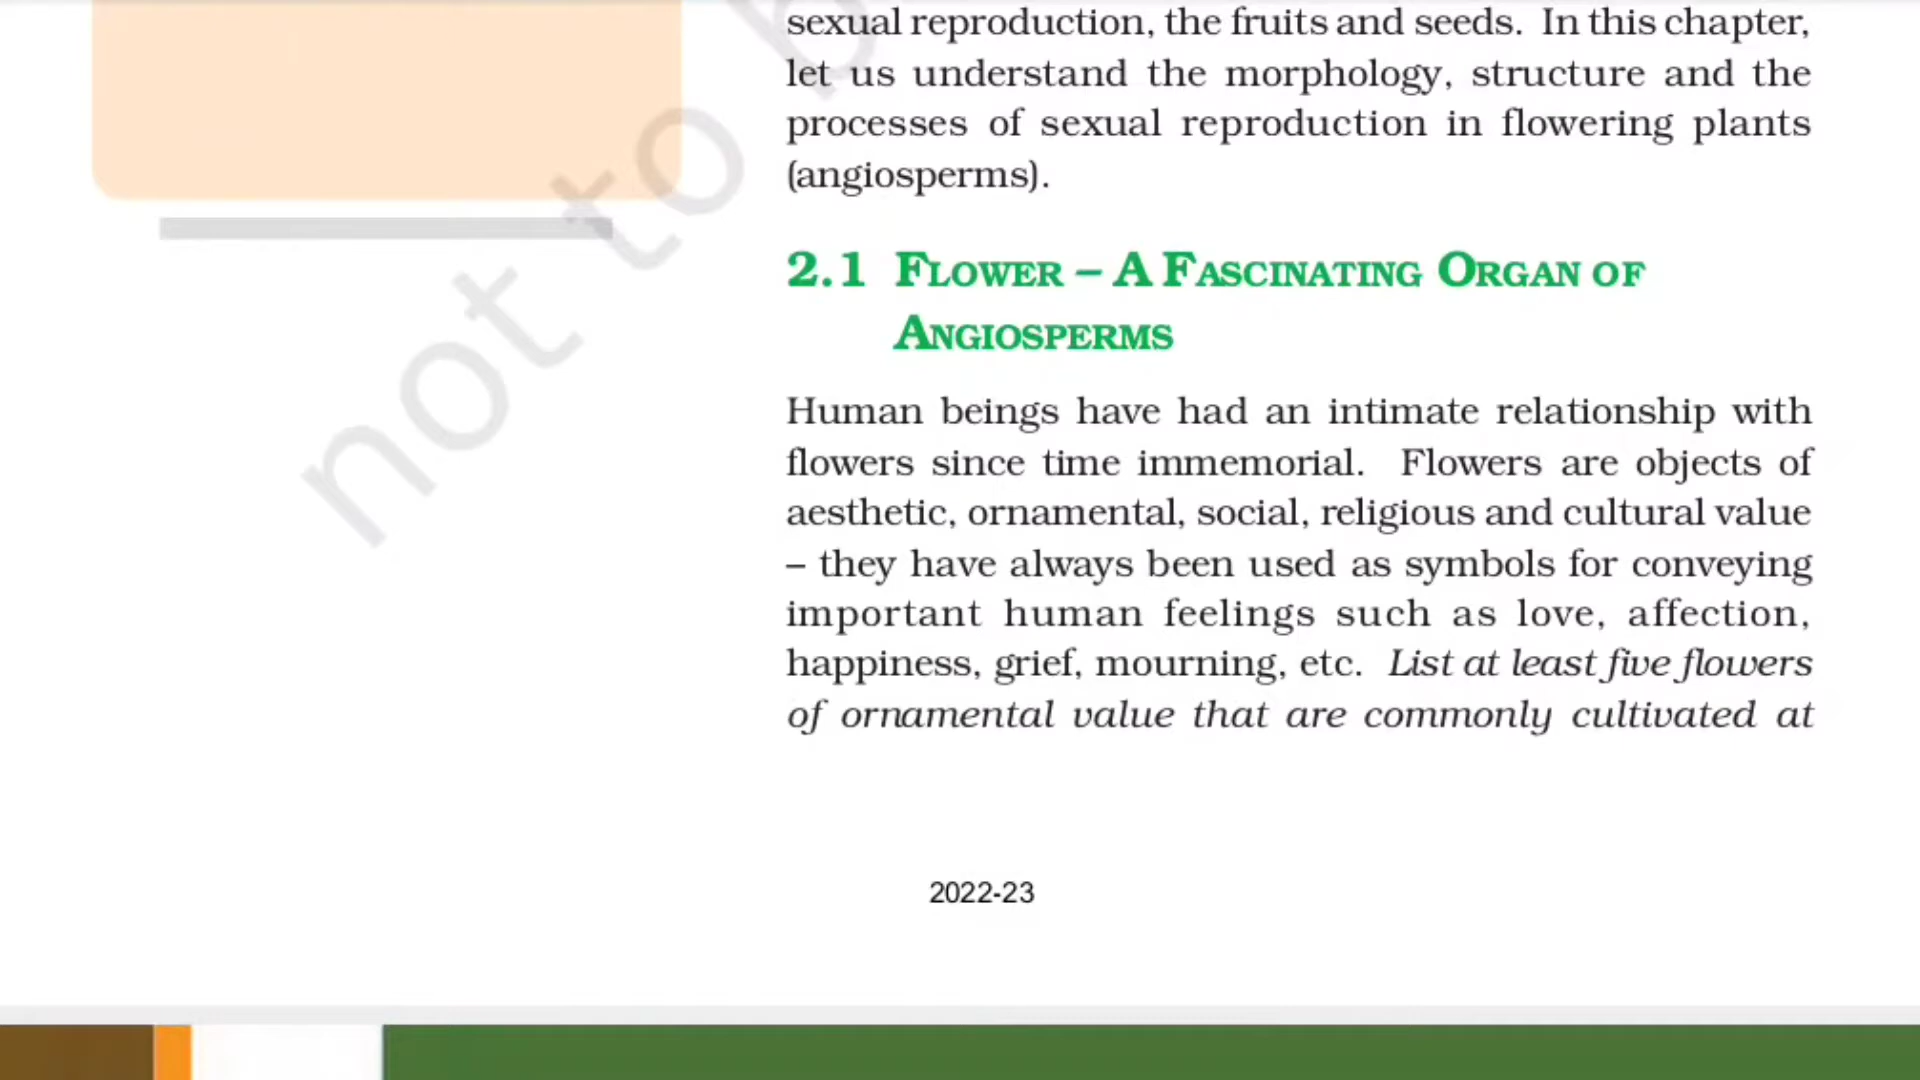 sexual reproduction, the fruits and seeds. In this chapter,
let us understand the morphology, structure and the
processes of sexual reproduction in flowering plants
(angiosperms).
2.1 FLOWER – A FASCINATING ORGAN OF
ANGIOSPERMS
Human beings have had an intimate relationship with
flowers since time immemorial. Flowers are objects of
aesthetic, ornamental, social, religious and cultural value
– they have always been used as symbols for conveying
important human feelings such as love, affection,
happiness, grief, mourning, etc. List at least five flowers
of ornamental value that are commonly cultivated at
2022-23
not to b